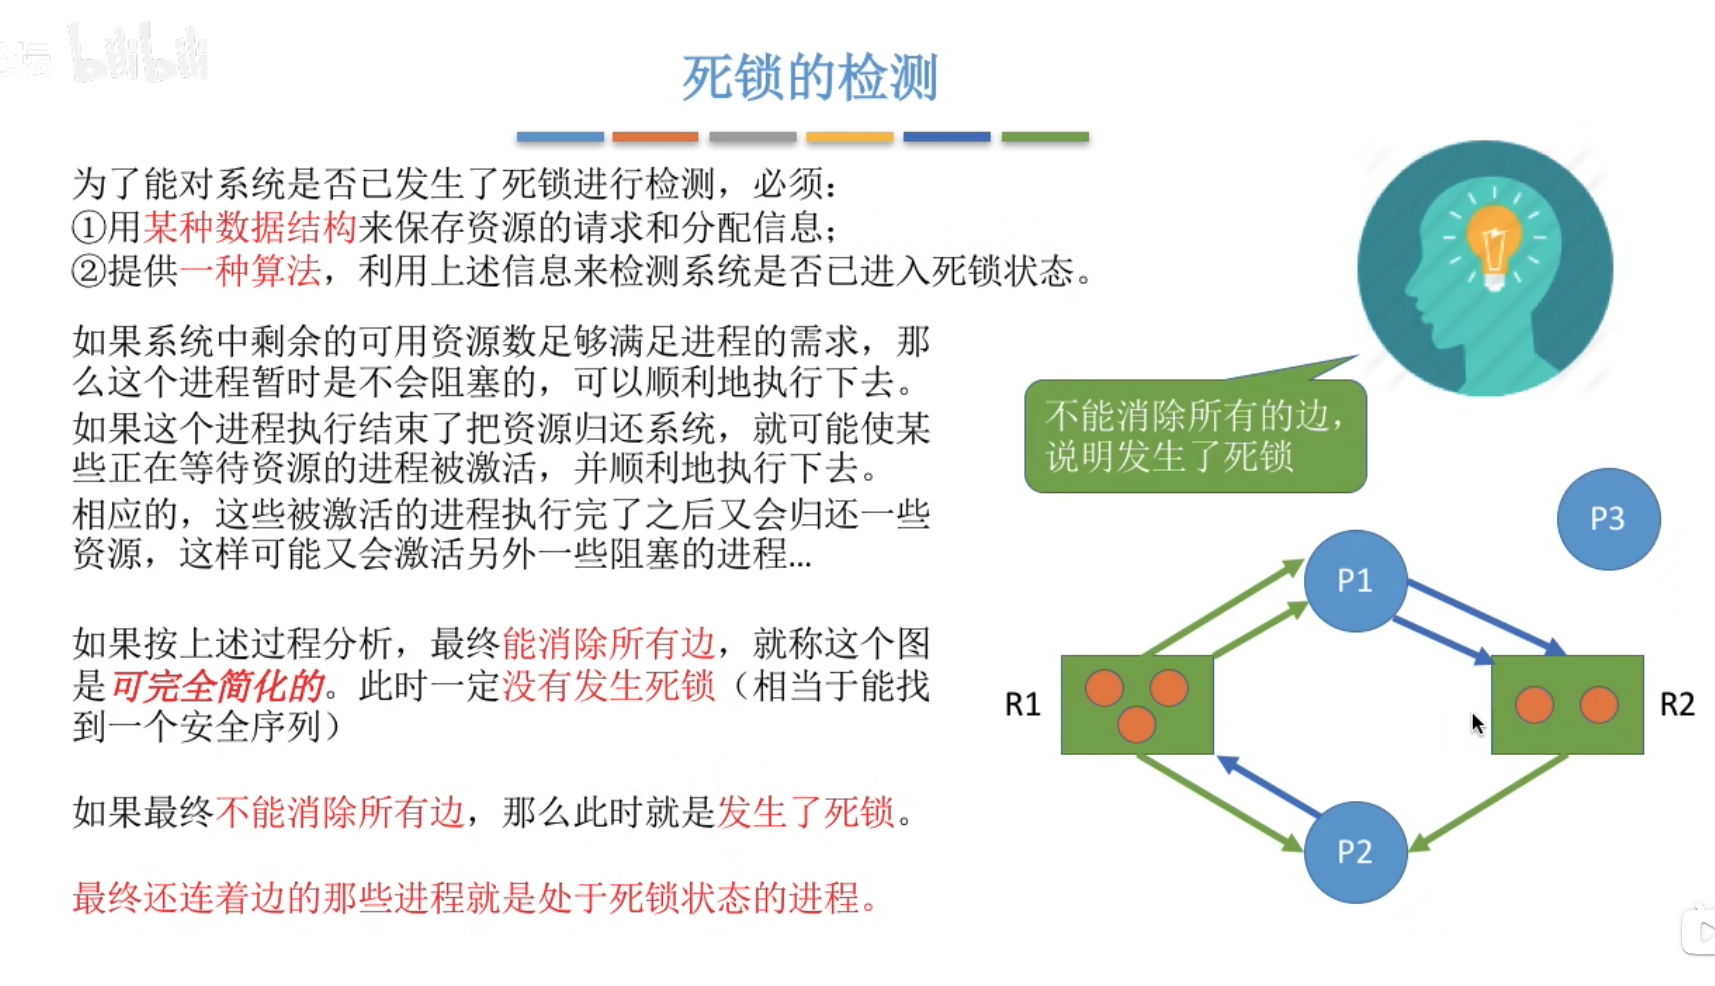 坛 bilibili
死锁的检测
为了能对系统是否已发生了死锁进行检测，必须：
①用某种数据结构来保存资源的请求和分配信息；
②提供一种算法，利用上述信息来检测系统是否已进入死锁状态。
如果系统中剩余的可用资源数足够满足进程的需求，那
么这个进程暂时是不会阻塞的，可以顺利地执行下去。
如果这个进程执行结束了把资源归还系统，就可能使某
些正在等待资源的进程被激活，并顺利地执行下去。
相应的，这些被激活的进程执行完了之后又会归还一些
资源，这样可能又会激活另外一些阻塞的进程...
如果按上述过程分析，最终能消除所有边，就称这个图
是可完全简化的。此时一定没有发生死锁（相当于能找
到一个安全序列）
如果最终不能消除所有边，那么此时就是发生了死锁。
最终还连着边的那些进程就是处于死锁状态的进程。
不能消除所有的边，
说明发生了死锁
P3
P1
R1
R2
P2